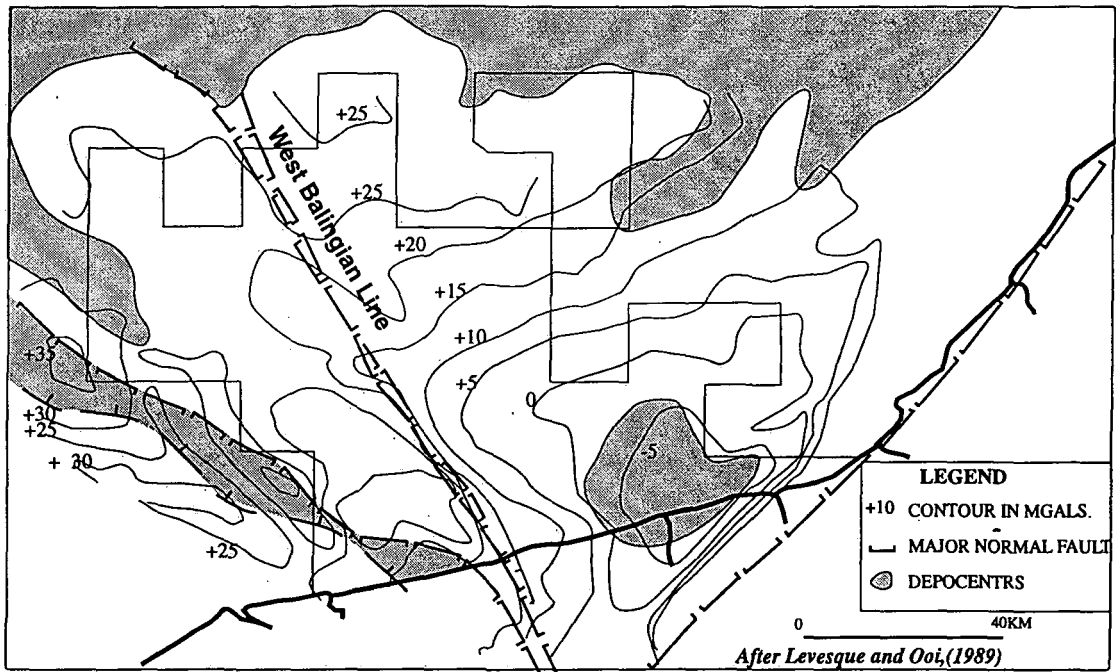 +25
West Balingian Line
+25
+20
+15
+10
+5
0
-5
+35
+30
+25
+ 30
+25
LEGEND
+10 CONTOUR IN MGALS.
MAJOR NORMAL FAULT
DEPOCENTRS
0 40KM
After Levesque and Ooi,(1989)